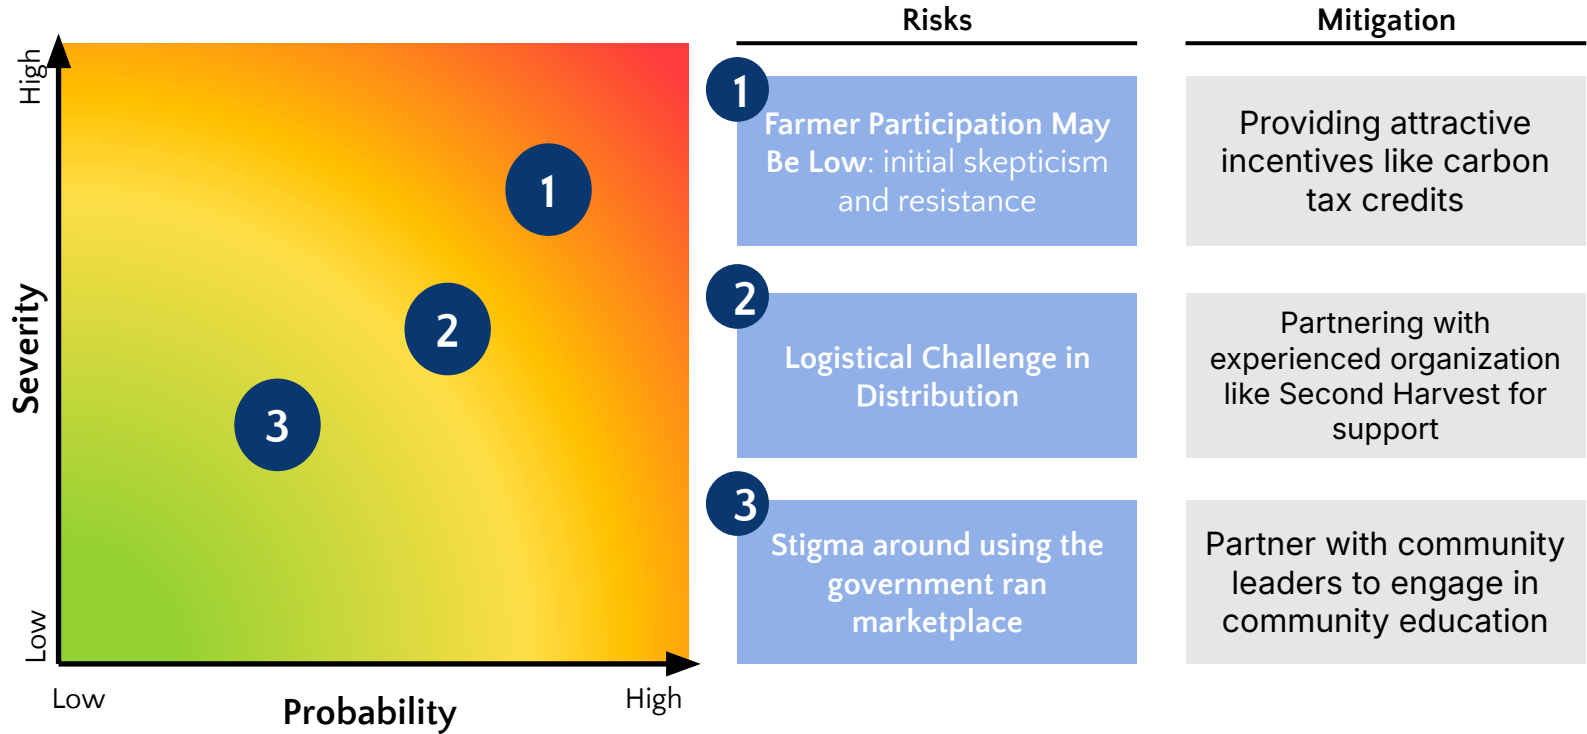 High
Severity
Low
1
2
3
Low
Probability
High
Risks
1
Farmer Participation May
Be Low: initial skepticism
and resistance
2
Logistical Challenge in
Distribution
3
Stigma around using the
government ran
marketplace
Mitigation
Providing attractive
incentives like carbon
tax credits
Partnering with
experienced organization
like Second Harvest for
support
Partner with community
leaders to engage in
community education